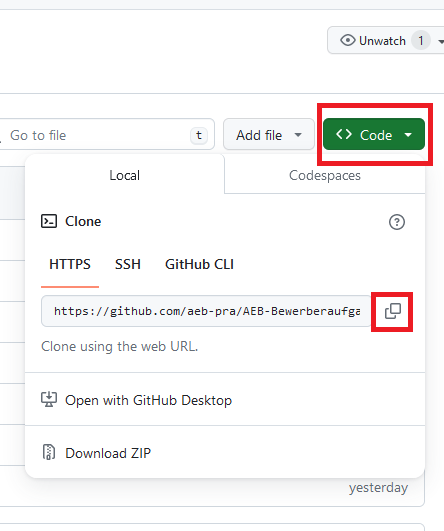 Unwatch 1
Go to file t Add file Code
Local Codespaces
Clone
HTTPS SSH GitHub CLI
https://github.com/aeb-pra/AEB-Bewerberaufga
Clone using the web URL.
Open with GitHub Desktop
Download ZIP
yesterday